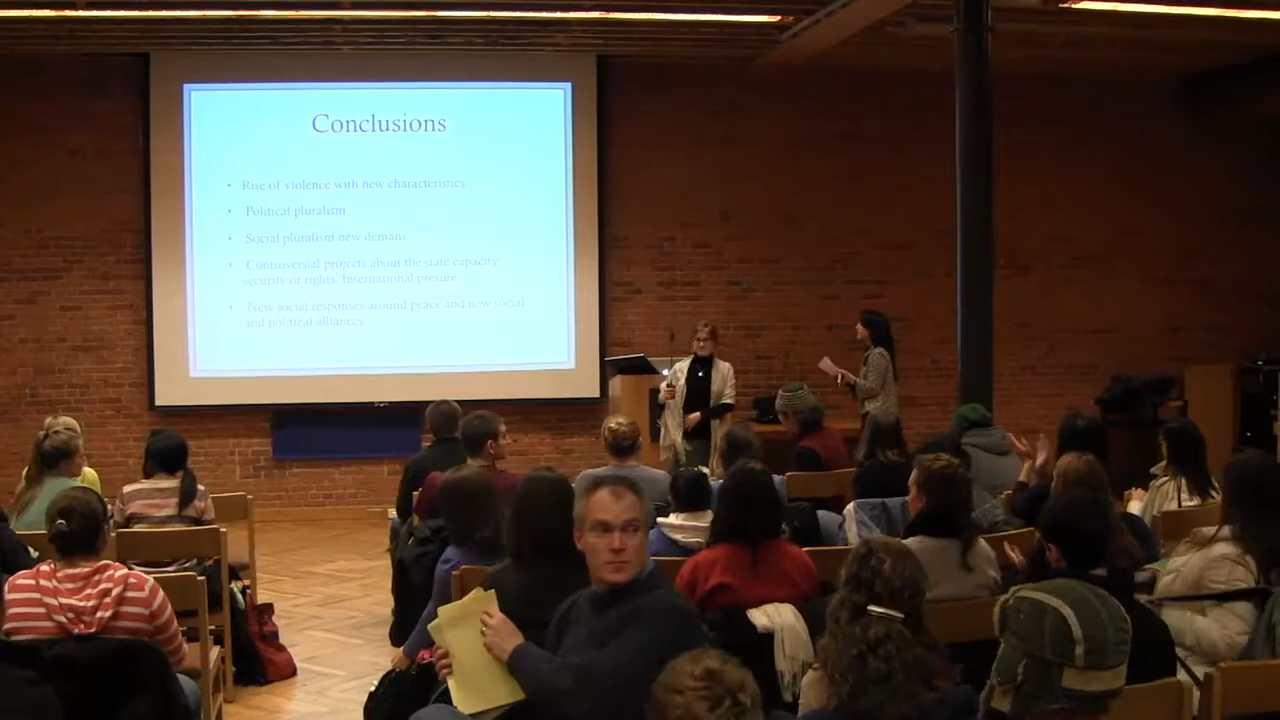 Conclusions
• Rise of violence with new characteristics.
• Political pluralism
• Social pluralism new demans
• Controversial projects about the state capacity:
security or rights. International presure
• New social responses around peace and new social
and political alliances